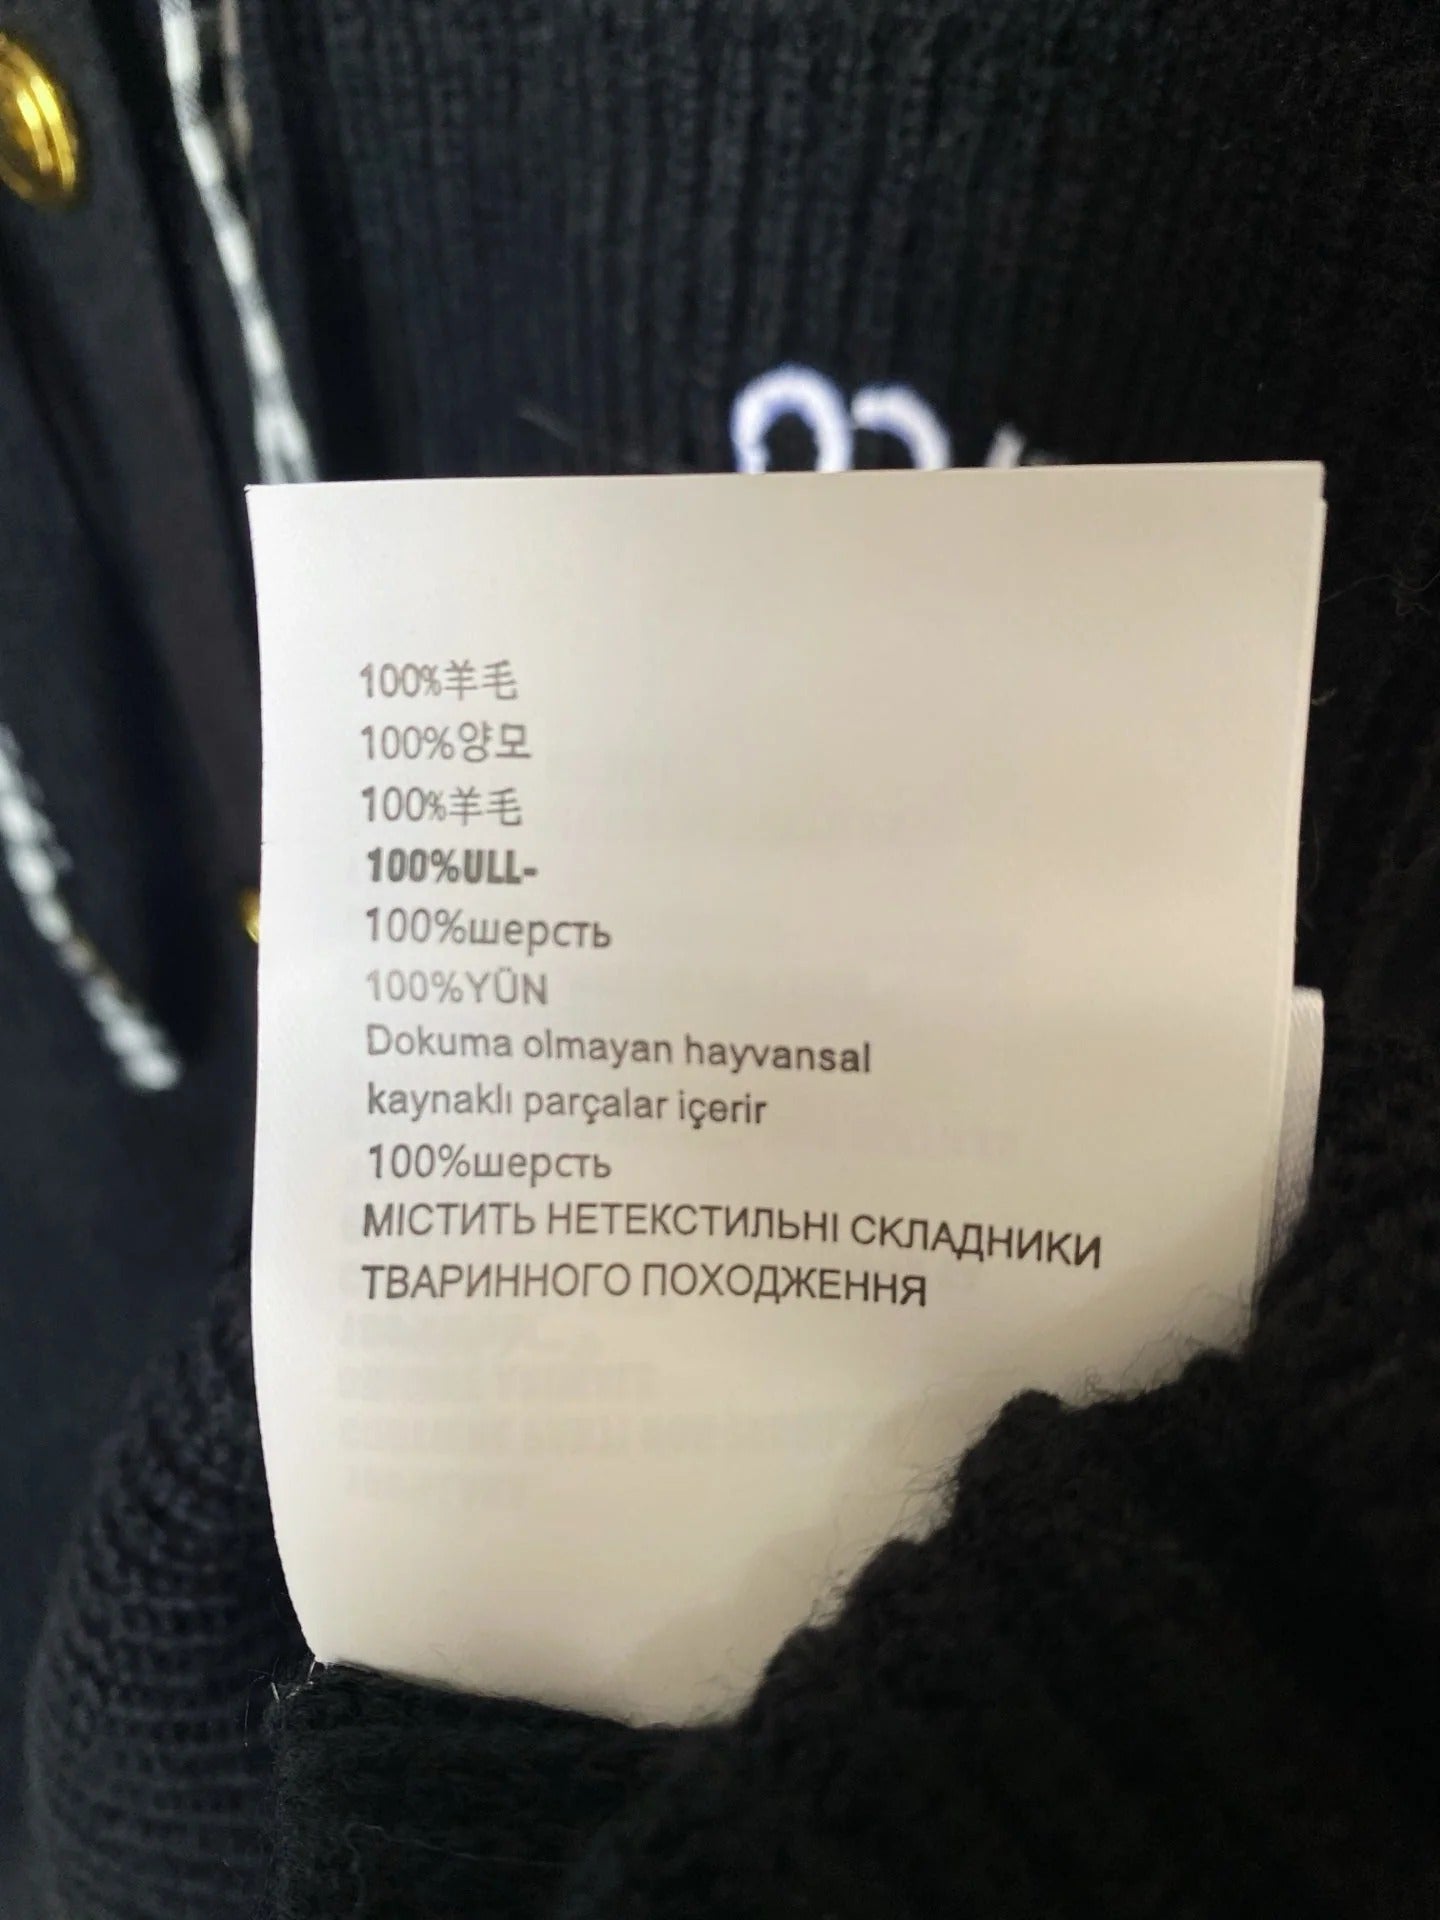 100%羊毛
100%양모
100%羊毛
100%ULL-
100%шерсть
100%YÜN
Dokuma olmayan hayvansal
kaynaklı parçalar içerir
100%шерсть
МІСТИТЬ НЕТЕКСТИЛЬНІ СКЛАДНИКИ
ТВАРИННОГО ПОХОДЖЕННЯ